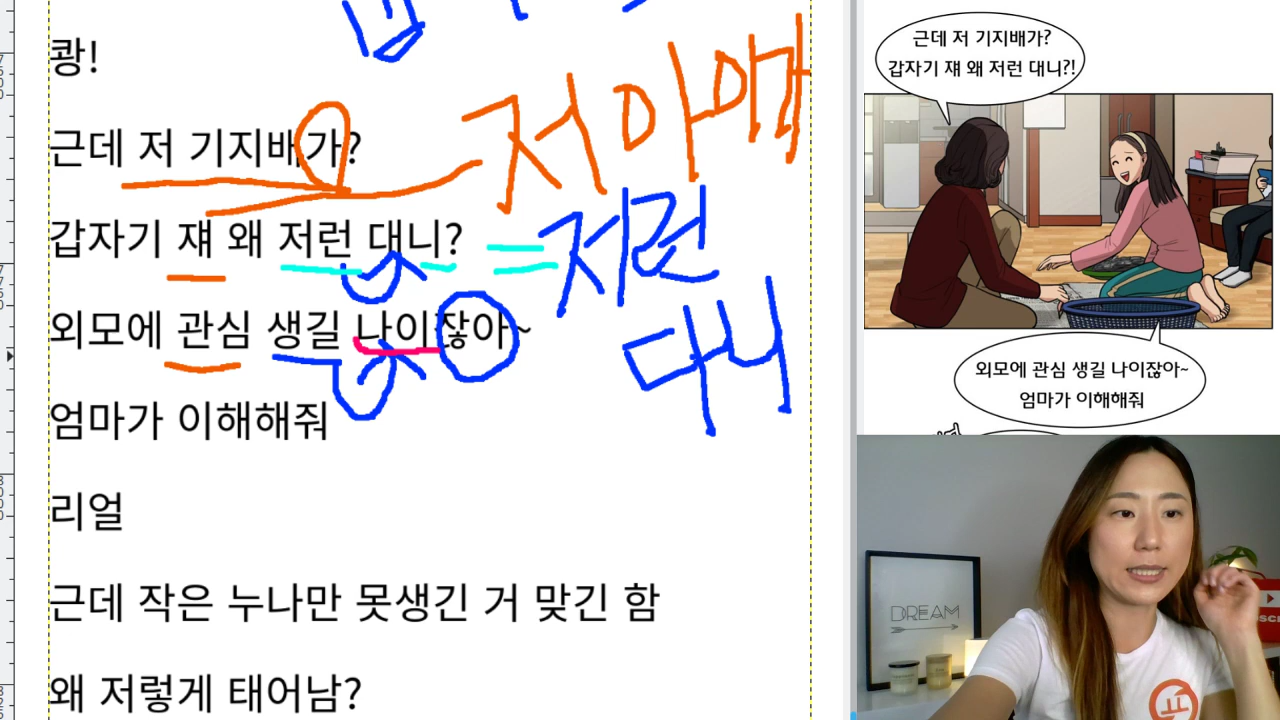 쾅!
근데 저 기지배가?
저 아이가
갑자기 쟤 왜 저런 대니?
= 저런 대니
외모에 관심 생길 나이잖아~
엄마가 이해해줘
리얼
근데 작은 누나만 못생긴 거 맞긴 함
왜 저렇게 태어남?
근데 저 기지배가?
갑자기 쟤 왜 저런 대니?!
외모에 관심 생길 나이잖아~
엄마가 이해해줘
DREAM